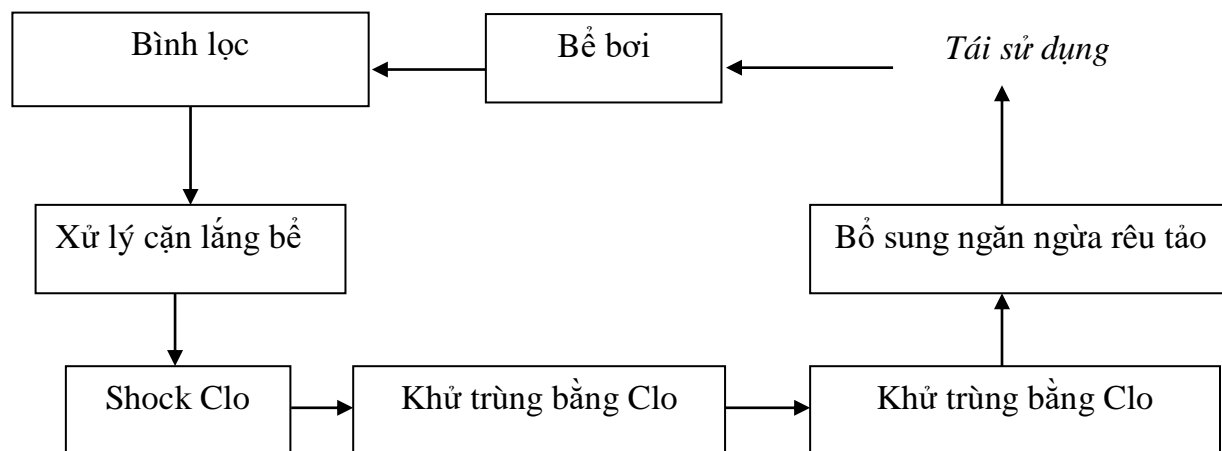 Bình lọc
Bể bơi
Tái sử dụng
Xử lý cặn lắng bể
Bổ sung ngăn ngừa rêu tảo
Shock Clo
Khử trùng bằng Clo
Khử trùng bằng Clo